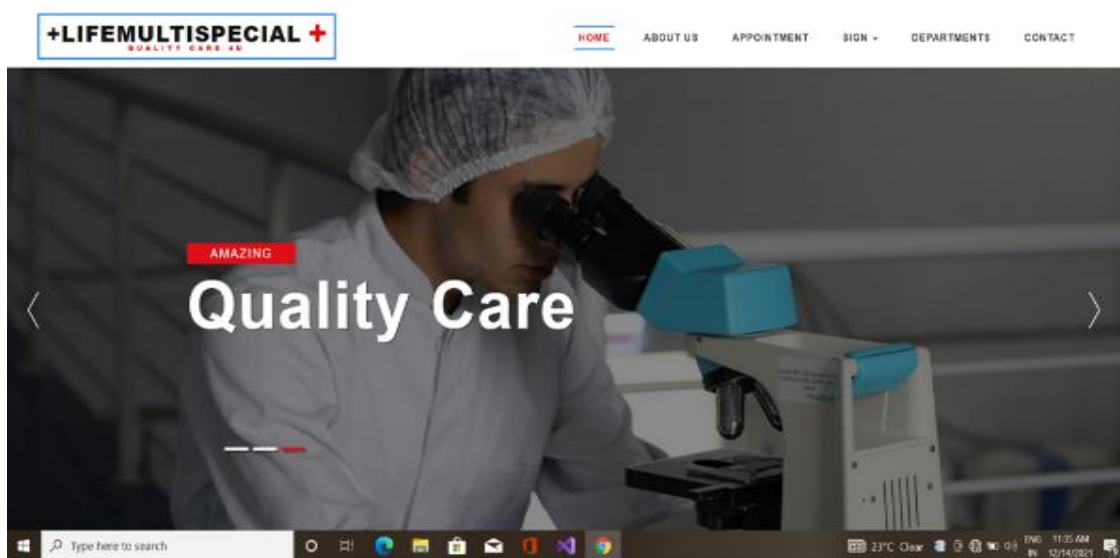 +LIFEMULTISPECIAL +
QUALITY CARE 4U
HOME ABOUT US APPOINTMENT SIGN DEPARTMENTS CONTACT
AMAZING
Quality Care
Type here to search
23°C Clear
ENG 11:35 AM
IN 12/14/2021